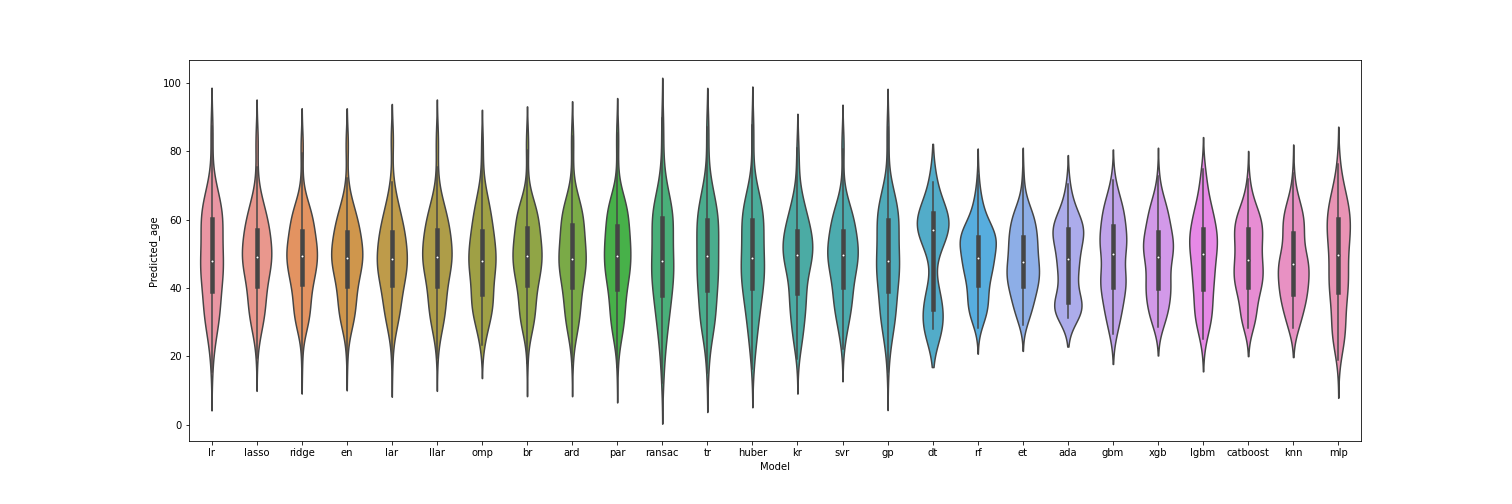 Predicted_age
100
80
60
40
20
0
lr lasso ridge en lar llar omp br ard par ransac tr huber kr svr gp dt rf et ada gbm xgb lgbm catboost knn mlp
Model